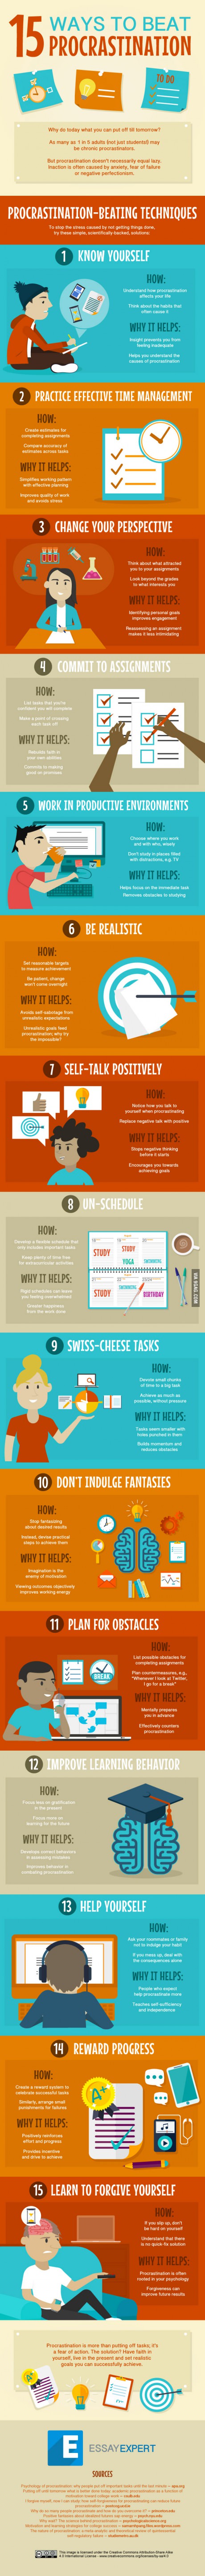 15 WAYS TO BEAT
PROCRASTINATION
TO DO
Why do today what you can put off till tomorrow?
As many as 1 in 5 adults (not just students!) may
be chronic procrastinators.
But procrastination doesn't necessarily equal lazy.
Inaction is often caused by anxiety, fear of failure
or negative perfectionism.
PROCRASTINATION-BEATING TECHNIQUES
To stop the stress caused by not getting things done,
try these simple, scientifically-backed, solutions:
1 KNOW YOURSELF
HOW:
Understand how procrastination
affects your life
Think about the habits that
often cause it
WHY IT HELPS:
Insight prevents you from
feeling inadequate
Helps you understand the
causes of procrastination
2 PRACTICE EFFECTIVE TIME MANAGEMENT
HOW:
Create estimates for
completing assignments
Compare accuracy of
estimates across tasks
WHY IT HELPS:
Simplifies working pattern
with effective planning
Improves quality of work
and avoids stress
3 CHANGE YOUR PERSPECTIVE
HOW:
Think about what attracted
you to your assignments
Look beyond the grades
to what interests you
WHY IT HELPS:
Identifying personal goals
improves engagement
Reassessing an assignment
makes it less intimidating
4 COMMIT TO ASSIGNMENTS
HOW:
List tasks that you're
confident you will complete
Make a point of crossing
each task off
WHY IT HELPS:
Rebuilds faith in
your own abilities
Commits to making
good on promises
5 WORK IN PRODUCTIVE ENVIRONMENTS
HOW:
Choose where you work
and with who, wisely
Don't study in places filled
with distractions, e.g. TV
WHY IT HELPS:
Helps focus on the immediate task
Removes obstacles to studying
6 BE REALISTIC
HOW:
Set reasonable targets
to measure achievement
Be patient, change
won't come overnight
WHY IT HELPS:
Avoids self-sabotage from
unrealistic expectations
Unrealistic goals feed
procrastination, why try
the impossible?
7 SELF-TALK POSITIVELY
HOW:
Notice how you talk to
yourself when procrastinating
Replace negative talk with positive
WHY IT HELPS:
Stops negative thinking
before it starts
Encourages you towards
achieving goals
8 UN-SCHEDULE
HOW:
Develop a flexible schedule that
only includes important tasks
Keep plenty of time free
for extracurricular activities
WHY IT HELPS:
Rigid schedules can leave
you feeling overwhelmed
Greater happiness
from the work done
STUDY
STUDY
YOGA
SWIMMING
STUDY
SWIMMING
BIRTHDAY
VIA 9GAG.COM
9 SWISS-CHEESE TASKS
HOW:
Devote small chunks
of time to a big task
Achieve as much as
possible, without pressure
WHY IT HELPS:
Tasks seem smaller with
holes punched in them
Builds momentum and
reduces obstacles
10 DON'T INDULGE FANTASIES
HOW:
Stop fantasizing
about desired results
Instead, devise practical
steps to achieve them
WHY IT HELPS:
Imagination is the
enemy of motivation
Viewing outcomes objectively
improves working energy
11 PLAN FOR OBSTACLES
HOW:
List possible obstacles for
completing assignments
Plan countermeasures, e.g.,
"Whenever I look at Twitter,
I go for a break"
WHY IT HELPS:
Mentally prepares
you in advance
Effectively counters
procrastination
BREAK
12 IMPROVE LEARNING BEHAVIOR
HOW:
Focus less on gratification
in the present
Focus more on
learning for the future
WHY IT HELPS:
Develops correct behaviors
in assessing mistakes
Improved behavior is
combating procrastination
13 HELP YOURSELF
HOW:
Ask your roommates or family
not to indulge your habit
If you mess up, deal with
the consequences alone
WHY IT HELPS:
People who expect
help procrastinate more
Teaches self-sufficiency
and independence
14 REWARD PROGRESS
HOW:
Create a reward system to
celebrate successful tasks
Similarly, arrange small
punishments for failures
WHY IT HELPS:
Positively reinforces
effort and progress
Provides incentive
and drive to achieve
A+
15 LEARN TO FORGIVE YOURSELF
HOW:
If you slip up, don't
be hard on yourself
Understand that there
is no quick-fix solution
WHY IT HELPS:
Procrastination is often
rooted in your psychology
Forgiveness can
improve future results
Procrastination is more than putting off tasks; it's
a fear of action. The solution? Have faith in
yourself, live in the present and set realistic
goals you can successfully achieve.
A+
E ESSAYEXPERT
SOURCES